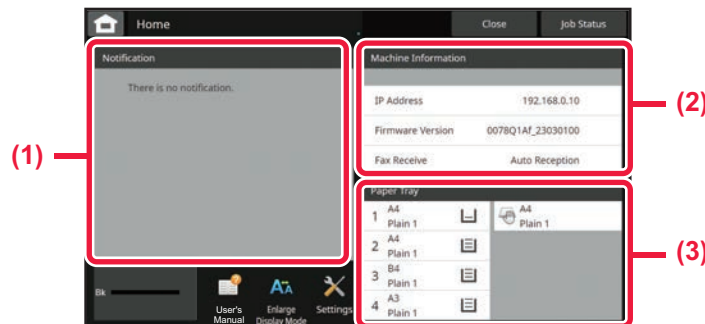 Home
Close
Job Status
Notification
There is no notification.
(1)
Machine Information
IP Address 192.168.0.10
Firmware Version 0078Q1Af_23030100
Fax Receive Auto Reception
(2)
Paper Tray
1 A4
Plain 1
A4
Plain 1
2 A4
Plain 1
3 B4
Plain 1
4 A3
Plain 1
(3)
Bk
User's
Manual
Enlarge
Display Mode
Settings